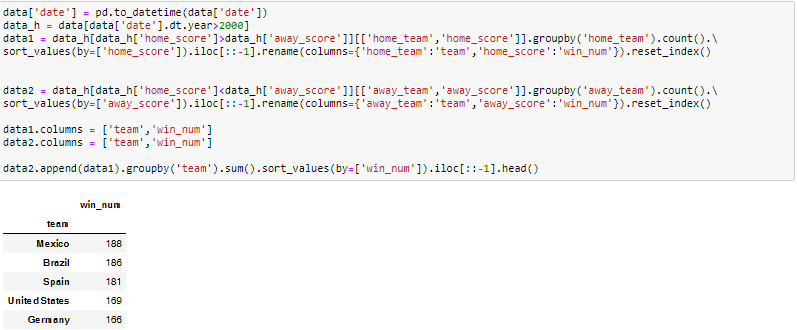 data['date'] = pd.to_datetime(data['date'])
data_h = data[data['date'].dt.year>2000]
data1 = data_h[data_h['home_score']>data_h['away_score']][['home_team','home_score']].groupby('home_team').count().\
sort_values(by=['home_score']).iloc[::-1].rename(columns={'home_team':'team','home_score':'win_num'}).reset_index()
data2 = data_h[data_h['home_score']<data_h['away_score']][['away_team','away_score']].groupby('away_team').count().\
sort_values(by=['away_score']).iloc[::-1].rename(columns={'away_team':'team','away_score':'win_num'}).reset_index()
data1.columns = ['team','win_num']
data2.columns = ['team','win_num']
data2.append(data1).groupby('team').sum().sort_values(by=['win_num']).iloc[::-1].head()
win_num
team
Mexico 188
Brazil 186
Spain 181
United States 169
Germany 166